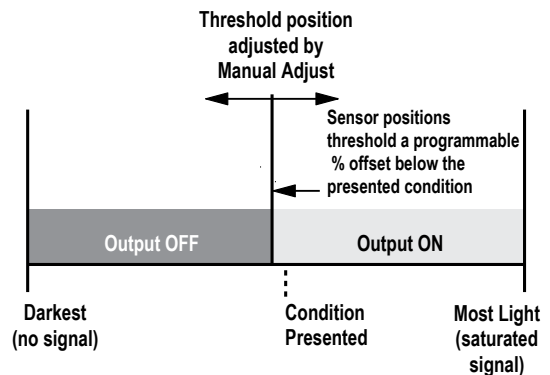 Threshold position
adjusted by
Manual Adjust
Sensor positions
threshold a programmable
% offset below the
presented condition
Output OFF
Output ON
Darkest
(no signal)
Condition
Presented
Most Light
(saturated
signal)